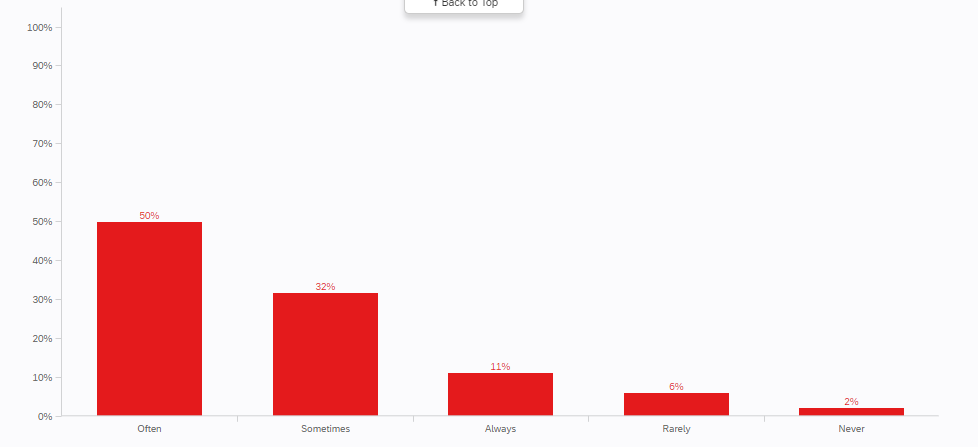 ⬆ Back to Top
100%
90%
80%
70%
60%
50%
40%
30%
20%
10%
0%
50%
32%
11%
6%
2%
Often
Sometimes
Always
Rarely
Never